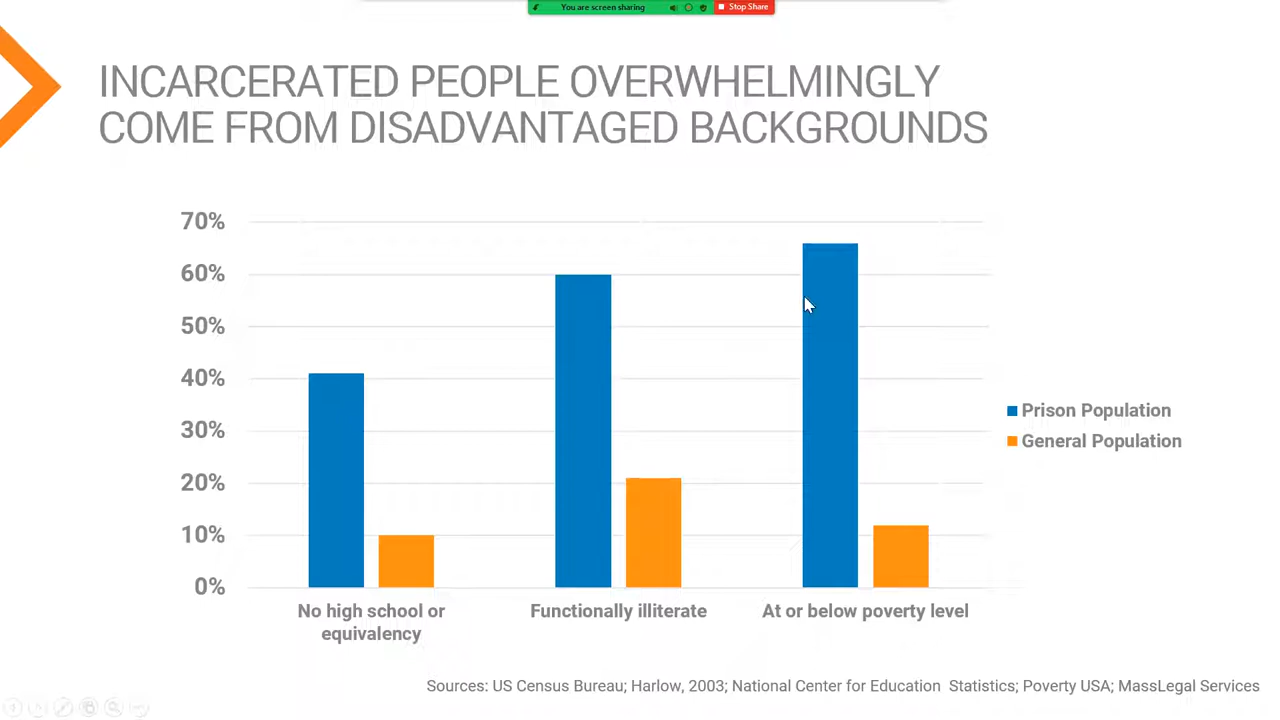 You are screen sharing
Stop Share
INCARCERATED PEOPLE OVERWHELMINGLY
COME FROM DISADVANTAGED BACKGROUNDS
70%
60%
50%
40%
30%
20%
10%
0%
No high school or
equivalency
Functionally illiterate
At or below poverty level
Prison Population
General Population
Sources: US Census Bureau; Harlow, 2003; National Center for Education Statistics; Poverty USA; MassLegal Services